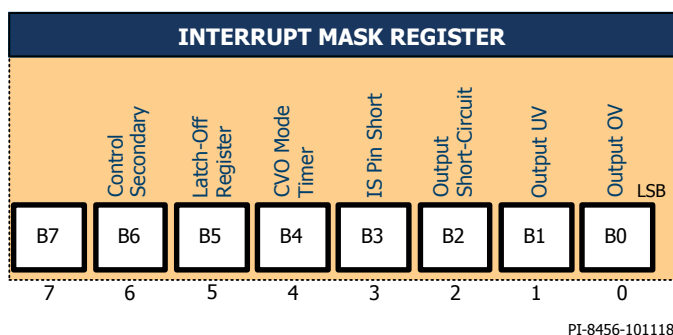 INTERRUPT MASK REGISTER
Control
Secondary
Latch-Off
Register
CVO Mode
Timer
IS Pin Short
Output
Short-Circuit
Output UV
Output OV
LSB
B7 B6 B5 B4 B3 B2 B1 B0
7 6 5 4 3 2 1 0
PI-8456-101118